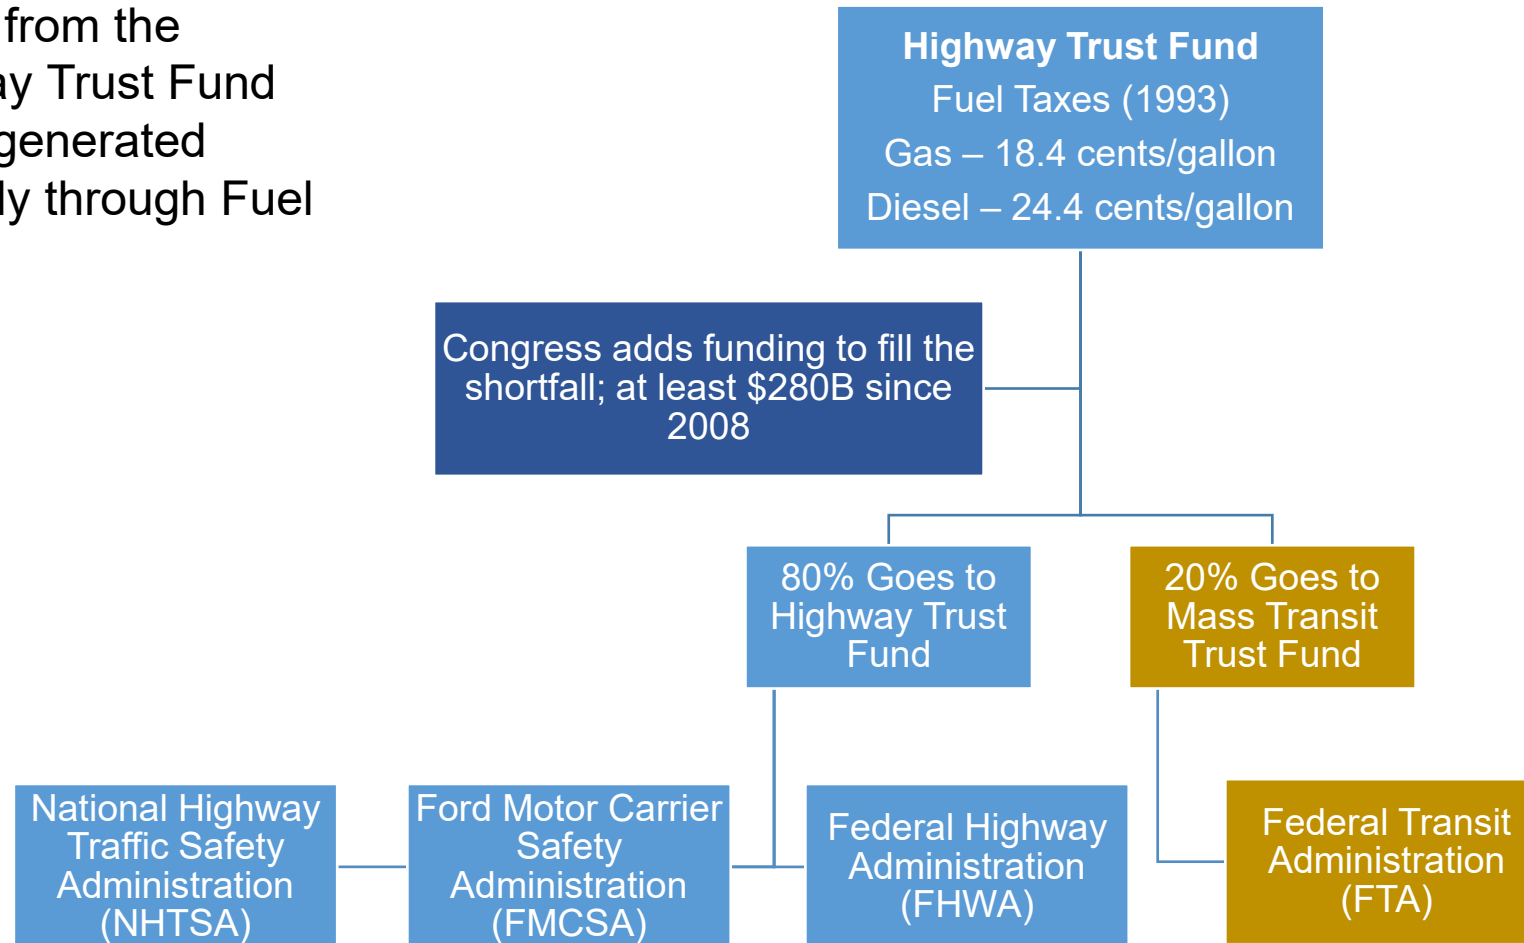 from the
ay Trust Fund
generated
ly through Fuel
Highway Trust Fund
Fuel Taxes (1993)
Gas – 18.4 cents/gallon
Diesel – 24.4 cents/gallon
Congress adds funding to fill the
shortfall; at least $280B since
2008
80% Goes to
Highway Trust
Fund
20% Goes to
Mass Transit
Trust Fund
National Highway
Traffic Safety
Administration
(NHTSA)
Ford Motor Carrier
Safety
Administration
(FMCSA)
Federal Highway
Administration
(FHWA)
Federal Transit
Administration
(FTA)